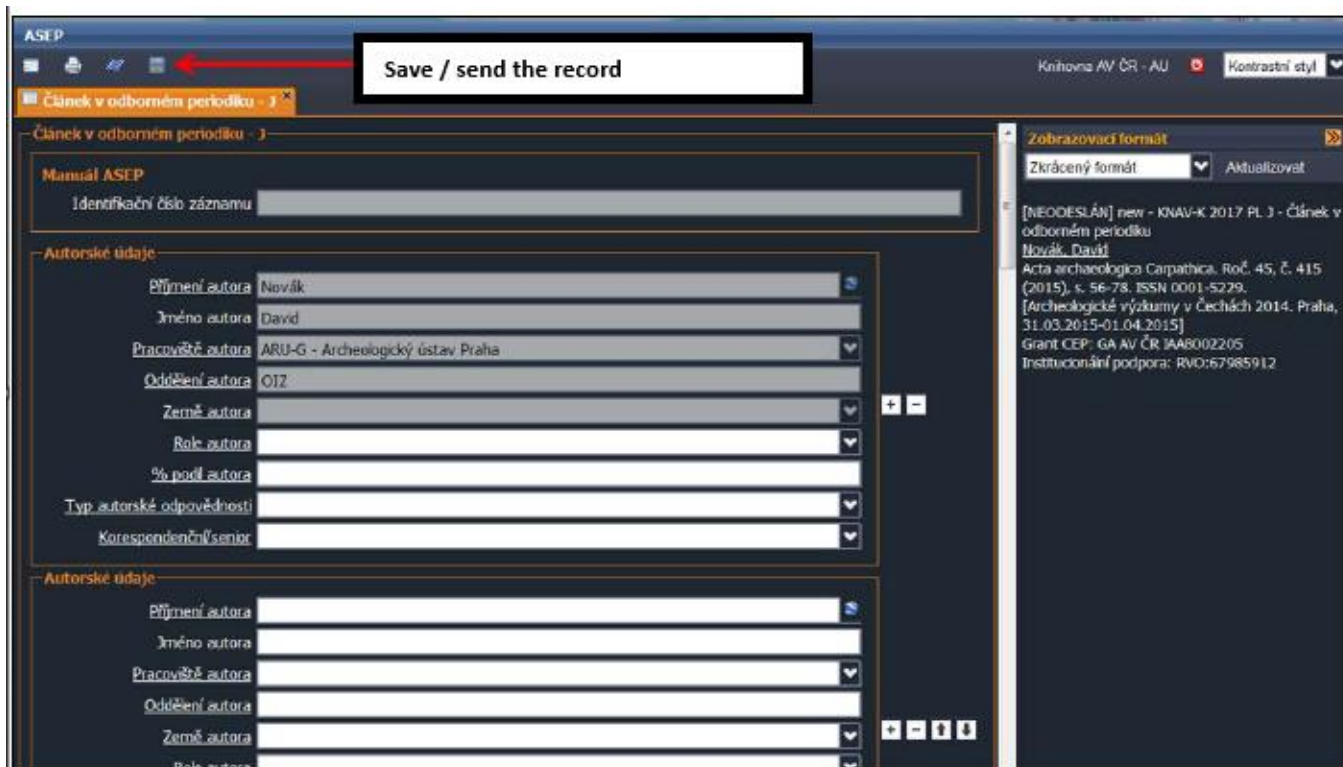 ASEP
Save / send the record
Knihovna AV ČR - AU
Kontrastní styl
Článek v odborném periodiku - J
Článek v odborném periodiku - J
Manuál ASEP
Identifikační číslo záznamu
Autorské údaje
Příjmení autora Novák
Jméno autora David
Pracoviště autora ARU-G - Archeologický ústav Praha
Oddělení autora OIZ
Země autora
Role autora
% podíl autora
Typ autorské odpovědnosti
Korespondenční/senior
Autorské údaje
Příjmení autora
Jméno autora
Pracoviště autora
Oddělení autora
Země autora
Role autora
Zobrazovací formát
Zkrácený formát Aktualizovat
[NEODESLÁN] new - KNAV-K 2017 PL J - Článek v
odborném periodiku
Novák, David
Acta archaeologica Carpathica. Roč. 45, č. 415
(2015), s. 56-78. ISSN 0001-5229.
[Archeologické výzkumy v Čechách 2014. Praha,
31.03.2015-01.04.2015]
Grant CEP: GA AV ČR IAA8002205
Institucionální podpora: RVO:67985912